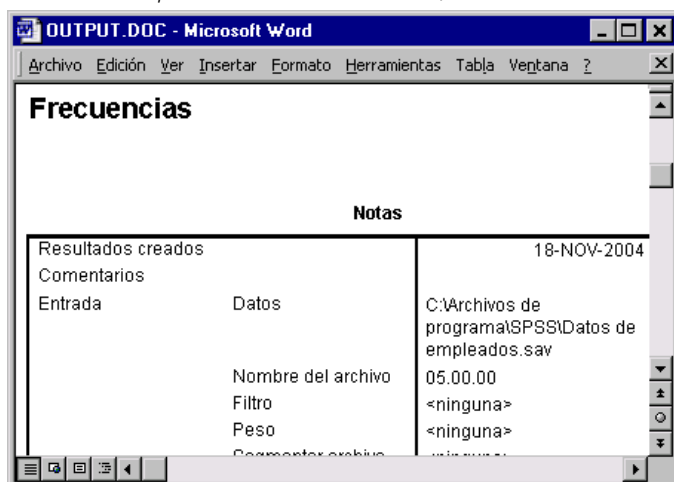 OUTPUT.DOC - Microsoft Word
Archivo Edición Ver Insertar Formato Herramientas Tabla Ventana ?
Frecuencias
Notas
Resultados creados 18-NOV-2004
Comentarios
Entrada Datos C:\Archivos de
programa\SPSS\Datos de
empleados.sav
Nombre del archivo 05.00.00
Filtro <ninguna>
Peso <ninguna>